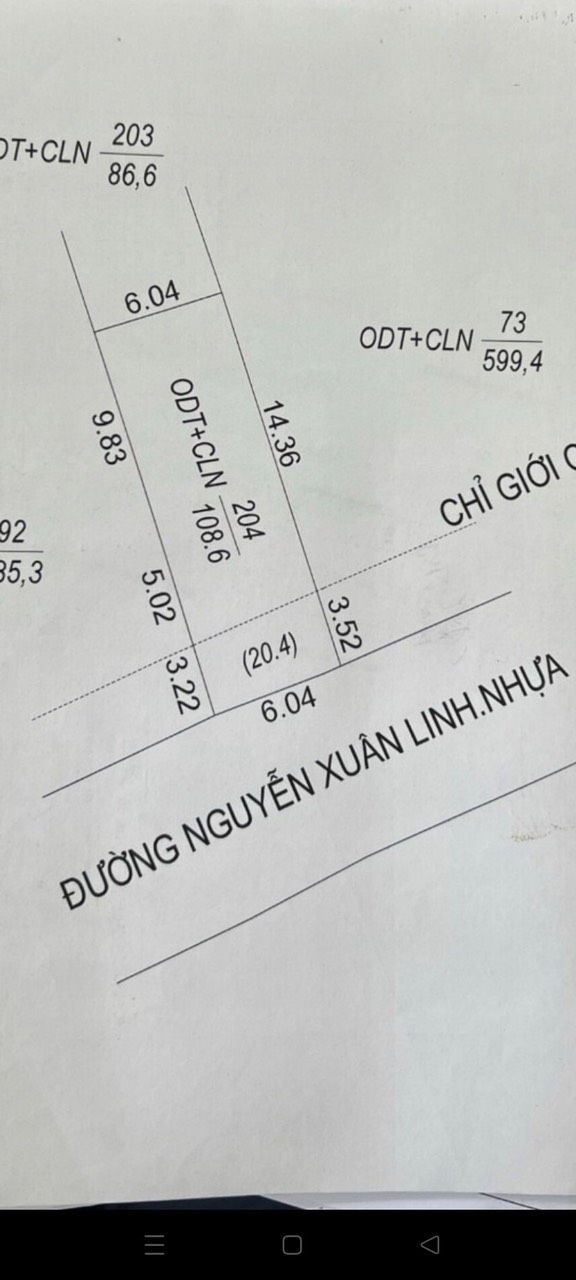 DT+CLN 203
86,6
6.04
ODT+CLN 73
599,4
9.83
ODT+CLN 204
108.6
14.36
CHỈ GIỚI
92
35,3
5.02
3.52
3.22
(20.4)
6.04
ĐƯỜNG NGUYỄN XUÂN LINH.NHỰA